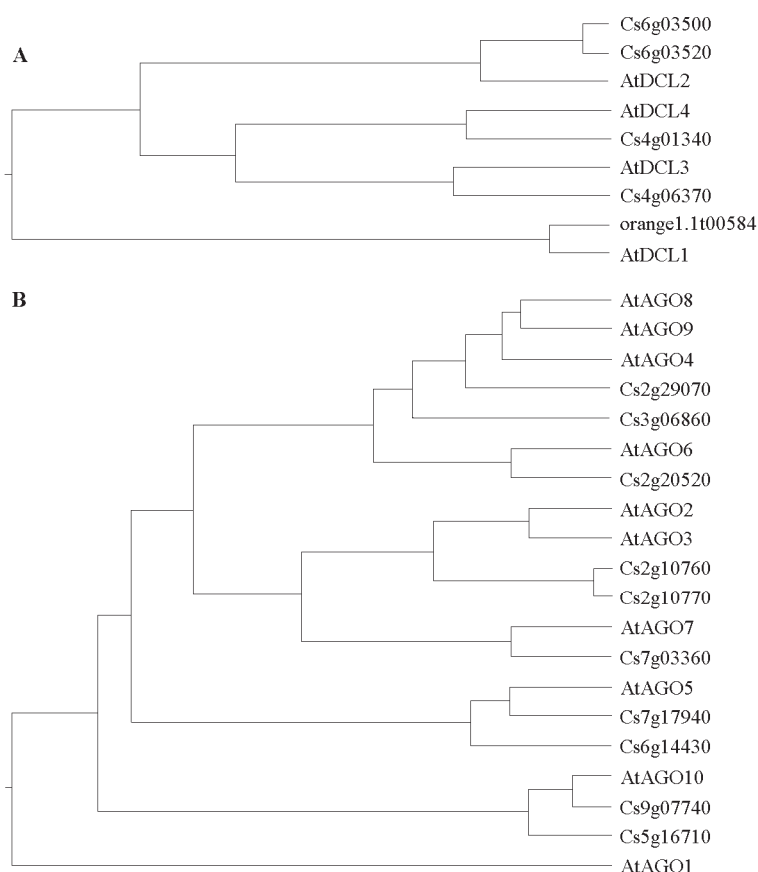 Cs6g03500
A
Cs6g03520
AtDCL2
AtDCL4
Cs4g01340
AtDCL3
Cs4g06370
orange1.1t00584
AtDCL1
B
AtAGO8
AtAGO9
AtAGO4
Cs2g29070
Cs3g06860
AtAGO6
Cs2g20520
AtAGO2
AtAGO3
Cs2g10760
Cs2g10770
AtAGO7
Cs7g03360
AtAGO5
Cs7g17940
Cs6g14430
AtAGO10
Cs9g07740
Cs5g16710
AtAGO1